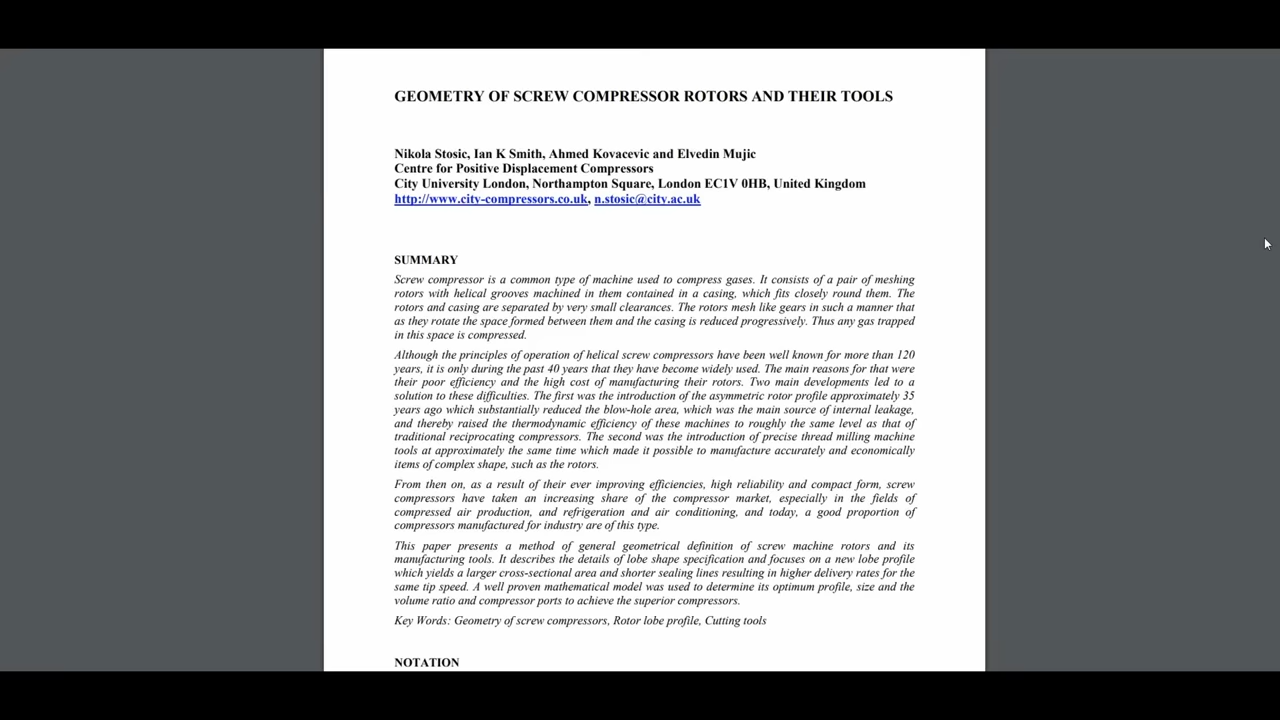 GEOMETRY OF SCREW COMPRESSOR ROTORS AND THEIR TOOLS
Nikola Stosic, Ian K Smith, Ahmed Kovacevic and Elvedin Mujic
Centre for Positive Displacement Compressors
City University London, Northampton Square, London EC1V 0HB, United Kingdom
http://www.city-compressors.co.uk, n.stosic@city.ac.uk
SUMMARY
Screw compressor is a common type of machine used to compress gases. It consists of a pair of meshing
rotors with helical grooves machined in them contained in a casing, which fits closely round them. The
rotors and casing are separated by very small clearances. The rotors mesh like gears in such a manner that
as they rotate the space formed between them and the casing is reduced progressively. Thus any gas trapped
in this space is compressed.
Although the principles of operation of helical screw compressors have been well known for more than 120
years, it is only during the past 40 years that they have become widely used. The main reasons for that were
their poor efficiency and the high cost of manufacturing their rotors. Two main developments led to a
solution to these difficulties. The first was the introduction of the asymmetric rotor profile approximately 35
years ago which substantially reduced the blow-hole area, which was the main source of internal leakage,
and thereby raised the thermodynamic efficiency of these machines to roughly the same level as that of
traditional reciprocating compressors. The second was the introduction of precise thread milling machine
tools at approximately the same time which made it possible to manufacture accurately and economically
items of complex shape, such as the rotors.
From then on, as a result of their ever improving efficiencies, high reliability and compact form, screw
compressors have taken an increasing share of the compressor market, especially in the fields of
compressed air production, and refrigeration and air conditioning, and today, a good proportion of
compressors manufactured for industry are of this type.
This paper presents a method of general geometrical definition of screw machine rotors and its
manufacturing tools. It describes the details of lobe shape specification and focuses on a new lobe profile
which yields a larger cross-sectional area and shorter sealing lines resulting in higher delivery rates for the
same tip speed. A well proven mathematical model was used to determine its optimum profile, size and the
volume ratio and compressor ports to achieve the superior compressors.
Key Words: Geometry of screw compressors, Rotor lobe profile, Cutting tools
NOTATION